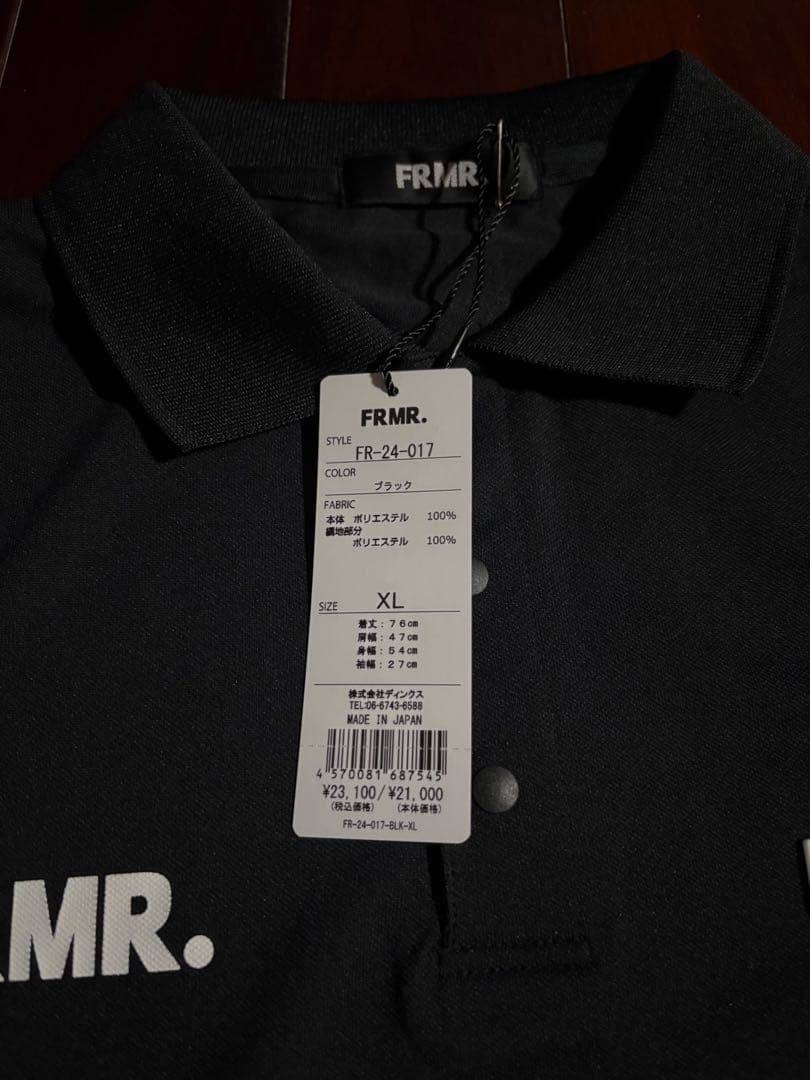 FRMR.
FRMR.
STYLE
FR-24-017
COLOR
ブラック
FABRIC
本体 ポリエステル 100%
編地部分
ポリエステル 100%
SIZE XL
着丈:76cm
肩幅:47cm
身幅:54cm
袖幅:27cm
株式会社ディンクス
TEL:06-6743-6588
MADE IN JAPAN
4 570081 687545
¥23,100/¥21,000
(税込価格) (本体価格)
FR-24-017-BLK-XL
RMR.